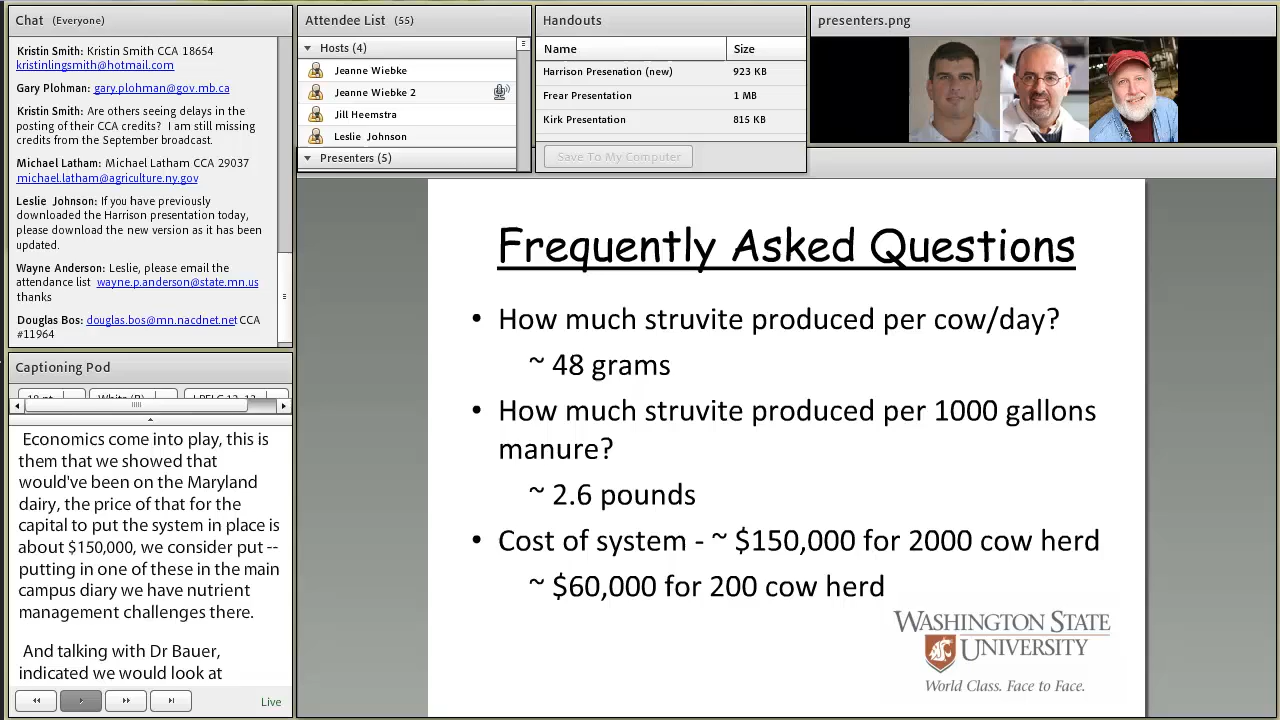 Chat (Everyone)
Kristin Smith: Kristin Smith CCA 18654
kristinlingsmith@hotmail.com
Gary Plohman: gary.plohman@gov.mb.ca
Kristin Smith: Are others seeing delays in the
posting of their CCA credits? I am still missing
credits from the September broadcast.
Michael Latham: Michael Latham CCA 29037
michael.latham@agriculture.ny.gov
Leslie Johnson: If you have previously
downloaded the Harrison presentation today,
please download the new version as it has been
updated.
Wayne Anderson: Leslie, please email the
attendance list wayne.p.anderson@state.mn.us
thanks
Douglas Bos: douglas.bos@mn.nacdnet.net CCA
#11964
Captioning Pod
Economics come into play, this is
them that we showed that
would've been on the Maryland
dairy, the price of that for the
capital to put the system in place is
about $150,000, we consider put --
putting in one of these in the main
campus diary we have nutrient
management challenges there.
And talking with Dr Bauer,
indicated we would look at
Live
Attendee List (55)
Hosts (4)
Jeanne Wiebke
Jeanne Wiebke 2
Jill Heemstra
Leslie Johnson
Presenters (5)
Handouts
Name Size
Harrison Presenation (new) 923 KB
Frear Presentation 1 MB
Kirk Presentation 815 KB
Save To My Computer
presenters.png
Frequently Asked Questions
• How much struvite produced per cow/day?
~ 48 grams
• How much struvite produced per 1000 gallons
manure?
~ 2.6 pounds
• Cost of system - ~ $150,000 for 2000 cow herd
~ $60,000 for 200 cow herd
WASHINGTON STATE
UNIVERSITY
World Class. Face to Face.